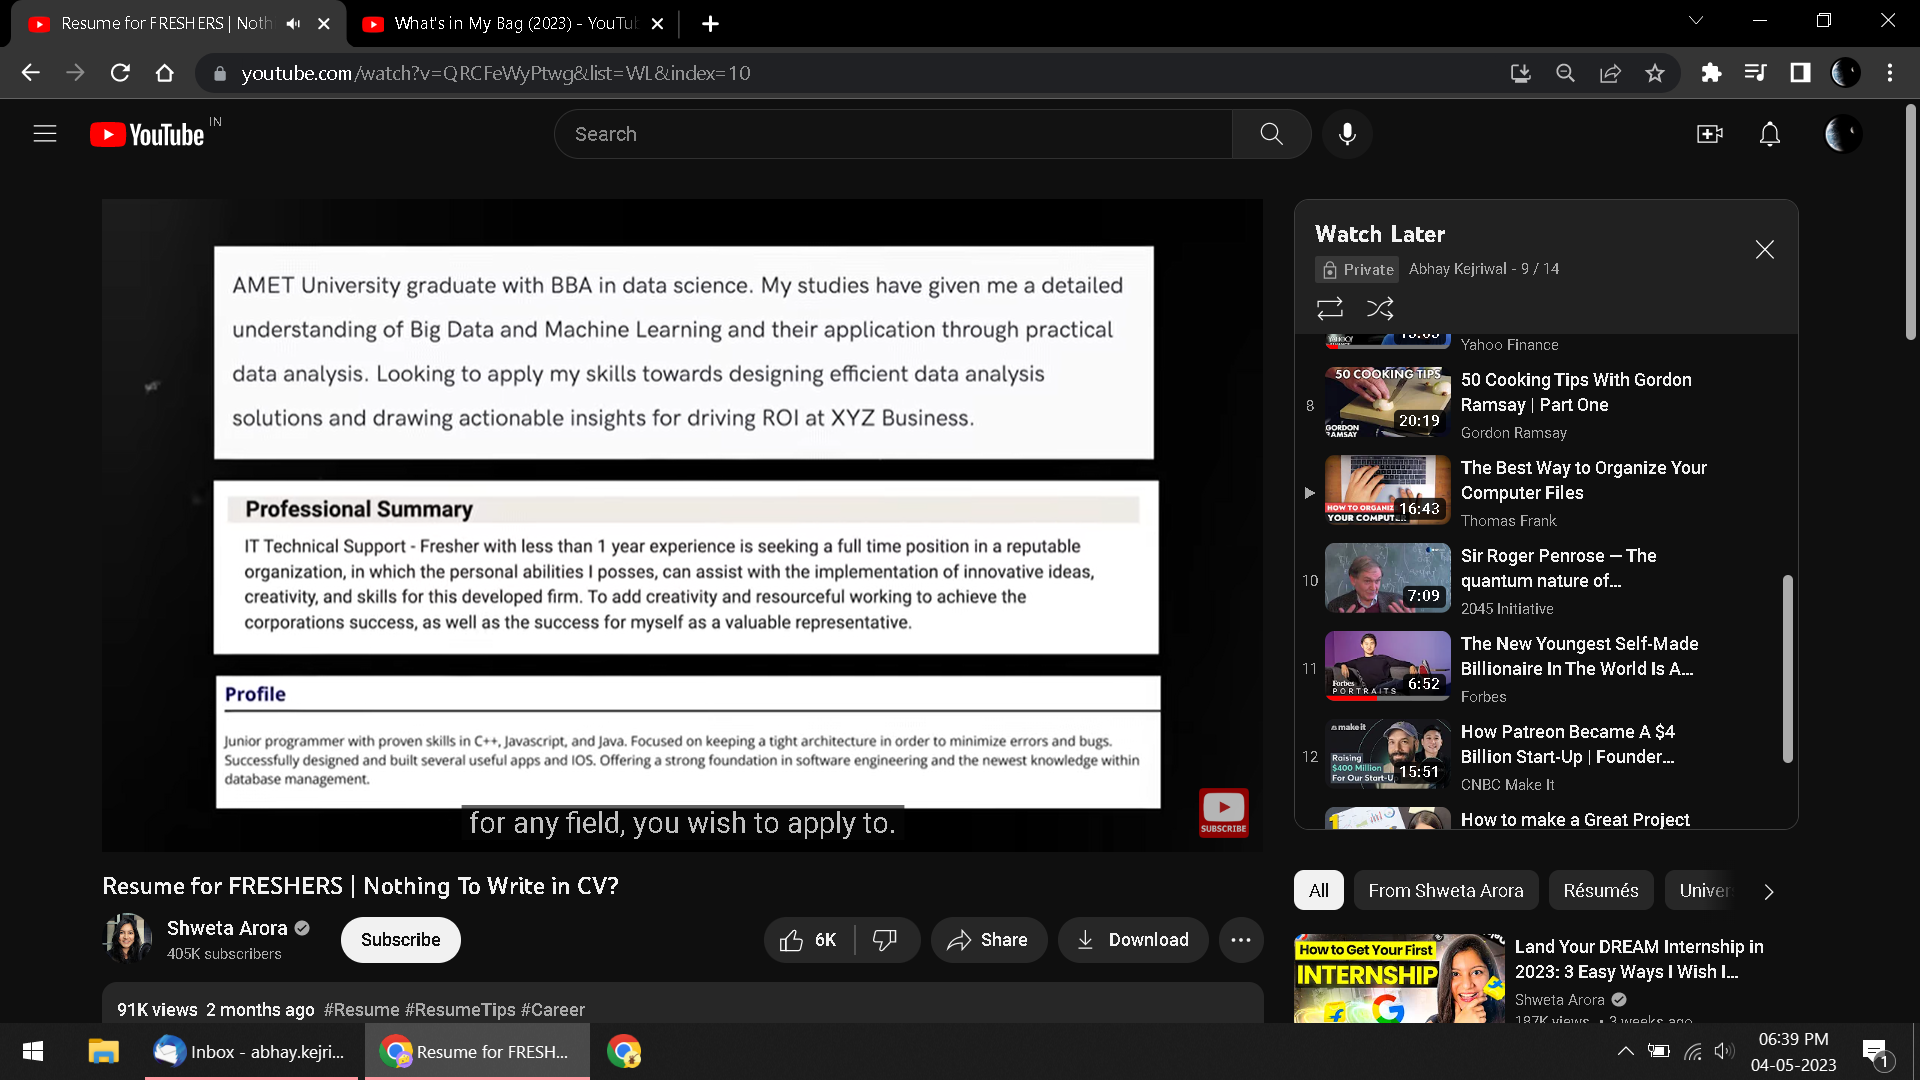 Resume for FRESHERS | Noth
What's in My Bag (2023) - YouTub
youtube.com/watch?v=QRCFeWyPtwg&list=WL&index=10
YouTube IN
Search
AMET University graduate with BBA in data science. My studies have given me a detailed
understanding of Big Data and Machine Learning and their application through practical
data analysis. Looking to apply my skills towards designing efficient data analysis
solutions and drawing actionable insights for driving ROI at XYZ Business.
Professional Summary
IT Technical Support - Fresher with less than 1 year experience is seeking a full time position in a reputable
organization, in which the personal abilities I posses, can assist with the implementation of innovative ideas,
creativity, and skills for this developed firm. To add creativity and resourceful working to achieve the
corporations success, as well as the success for myself as a valuable representative.
Profile
Junior programmer with proven skills in C++, Javascript, and Java. Focused on keeping a tight architecture in order to minimize errors and bugs.
Successfully designed and built several useful apps and IOS. Offering a strong foundation in software engineering and the newest knowledge within
database management.
for any field, you wish to apply to.
SUBSCRIBE
Resume for FRESHERS | Nothing To Write in CV?
Shweta Arora
405K subscribers
Subscribe
6K
Share
Download
91K views 2 months ago #Resume #ResumeTips #Career
Watch Later
Private
Abhay Kejriwal - 9 / 14
Yahoo Finance
8
50 COOKING TIPS
GORDON
RAMSAY
20:19
50 Cooking Tips With Gordon
Ramsay | Part One
Gordon Ramsay
HOW TO ORGANIZ
YOUR COMPUTER
16:43
The Best Way to Organize Your
Computer Files
Thomas Frank
10
7:09
Sir Roger Penrose — The
quantum nature of...
2045 Initiative
11
Forbes
PORTRAITS
6:52
The New Youngest Self-Made
Billionaire In The World Is A...
Forbes
12
make it
Raising
$400 Million
For Our Start-U
15:51
How Patreon Became A $4
Billion Start-Up | Founder...
CNBC Make It
How to make a Great Project
All
From Shweta Arora
Résumés
Univer
How to Get Your First
INTERNSHIP
Land Your DREAM Internship in
2023: 3 Easy Ways I Wish I...
Shweta Arora
187K views • 3 weeks ago
Inbox - abhay.kejri...
Resume for FRESH...
06:39 PM
04-05-2023
1